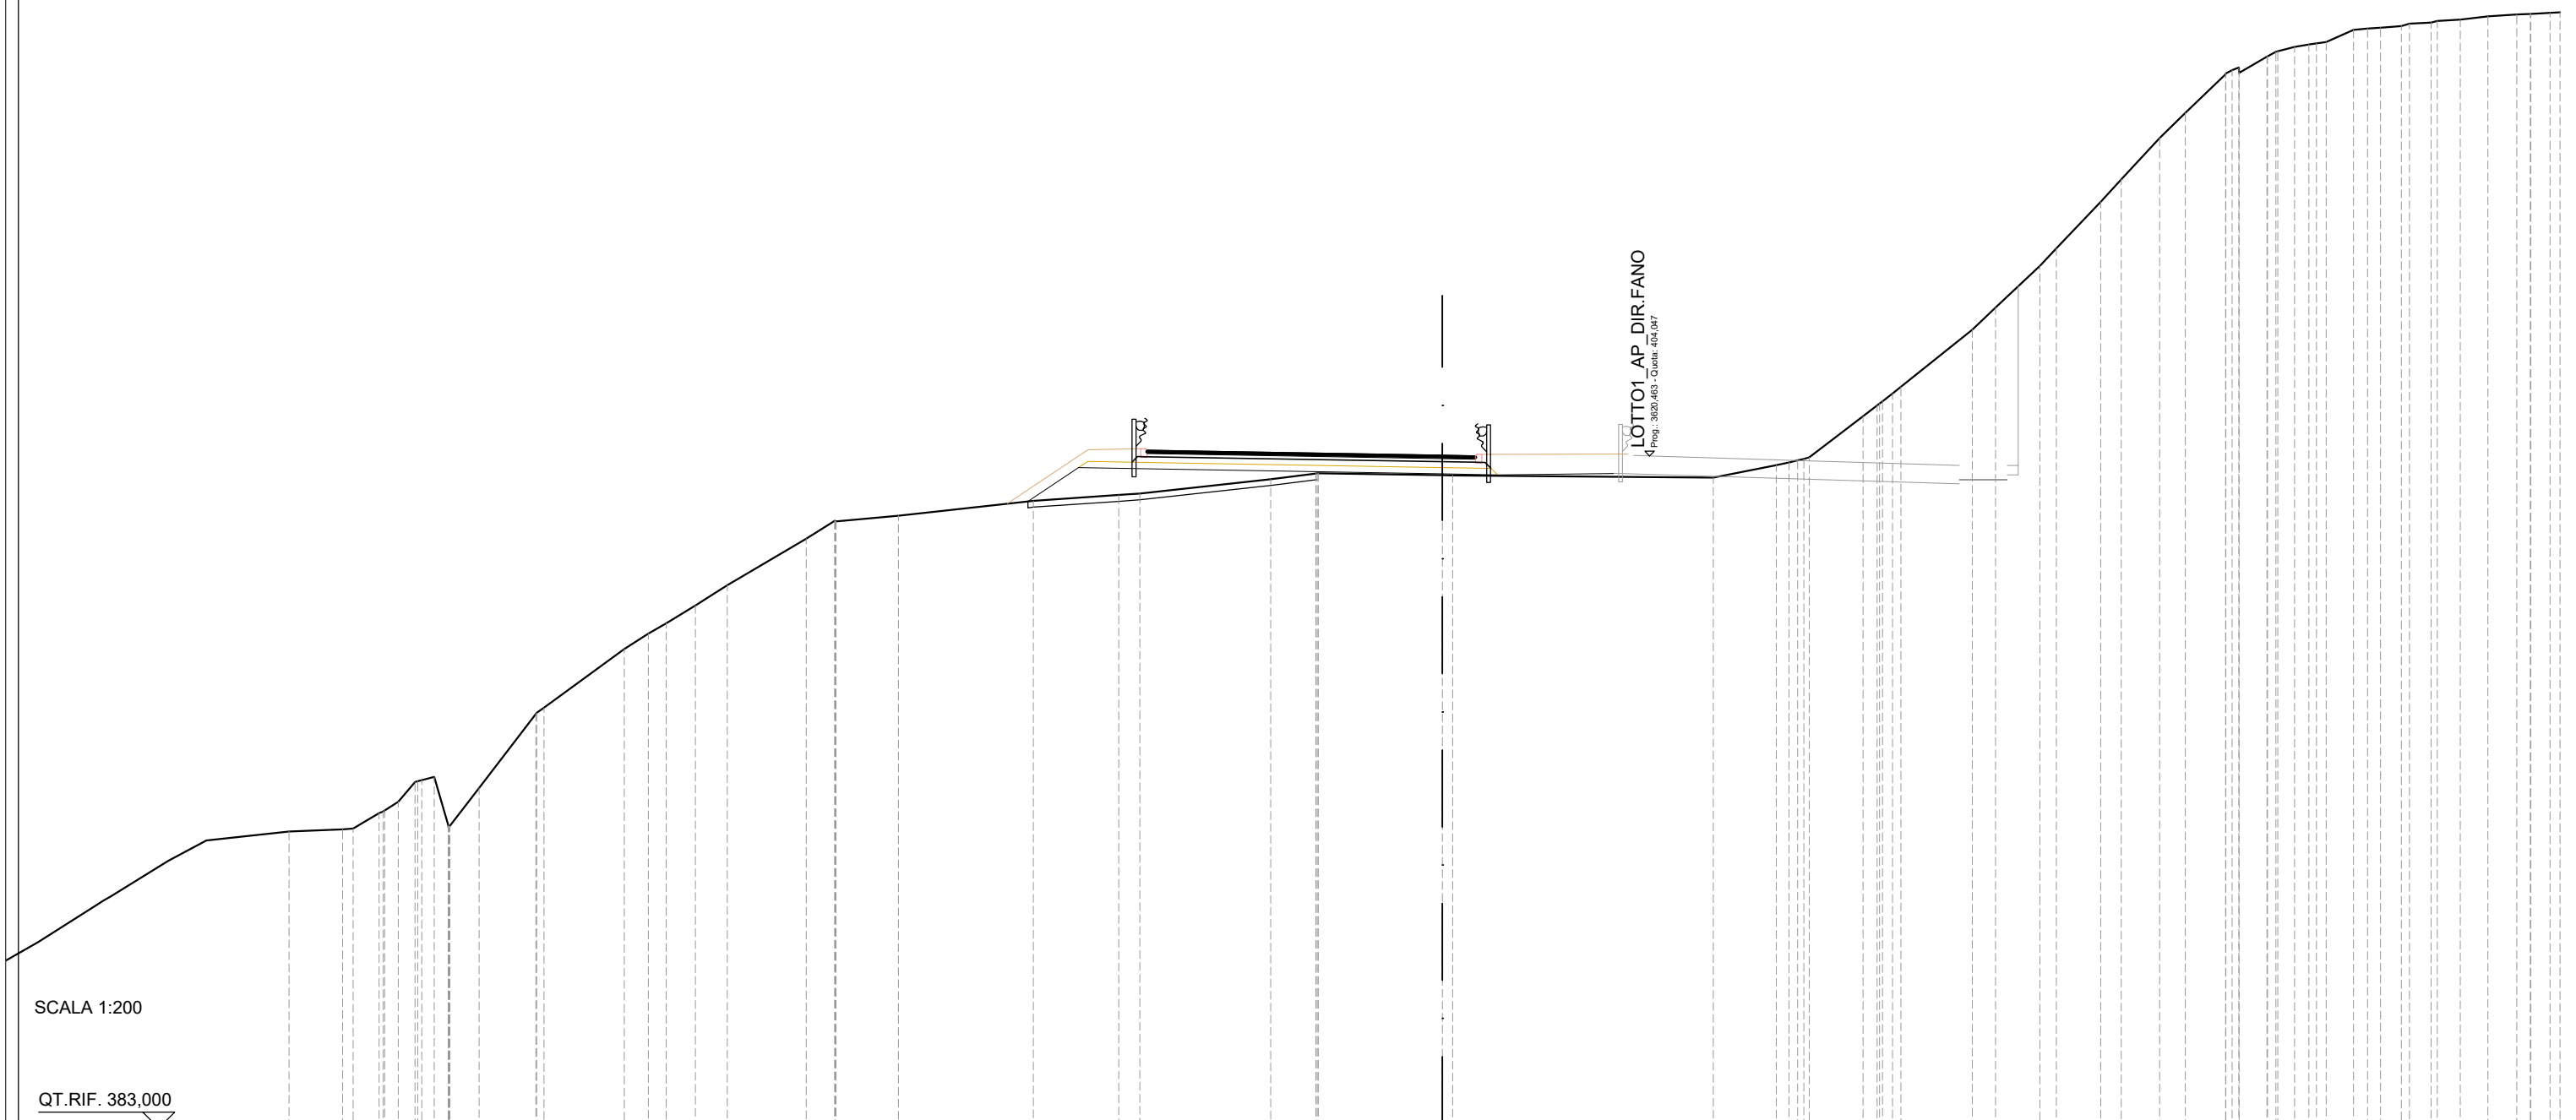 LOTTO1_AP_DIR.FANO
Prog.: 3620,463 - Quota: 404,047
SCALA 1:200
QT.RIF. 383,000